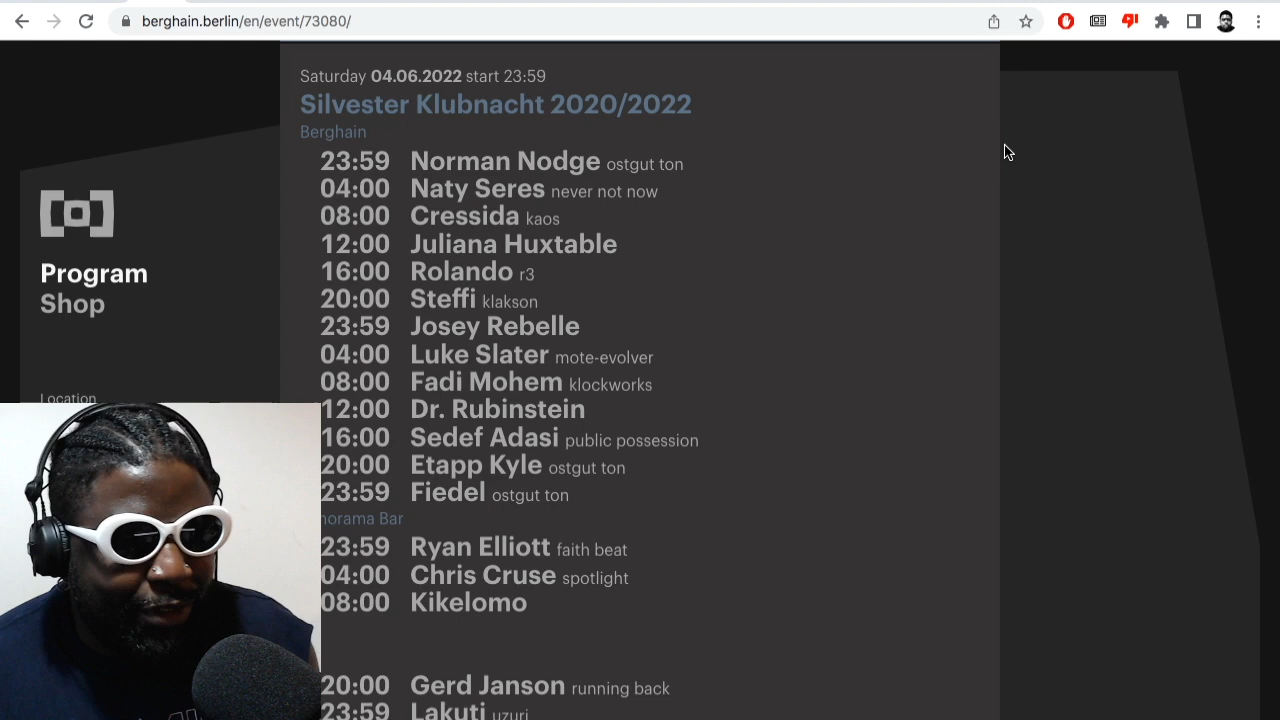 berghain.berlin/en/event/73080/
Saturday 04.06.2022 start 23:59
Silvester Klubnacht 2020/2022
Berghain
23:59 Norman Nodge ostgut ton
04:00 Naty Seres never not now
08:00 Cressida kaos
12:00 Juliana Huxtable
16:00 Rolando r3
20:00 Steffi klakson
23:59 Josey Rebelle
04:00 Luke Slater mote-evolver
08:00 Fadi Mohem klockworks
12:00 Dr. Rubinstein
16:00 Sedef Adasi public possession
20:00 Etapp Kyle ostgut ton
23:59 Fiedel ostgut ton
norama Bar
23:59 Ryan Elliott faith beat
04:00 Chris Cruse spotlight
08:00 Kikelomo
20:00 Gerd Janson running back
23:59 Lakuti uzuri
Program
Shop
Location